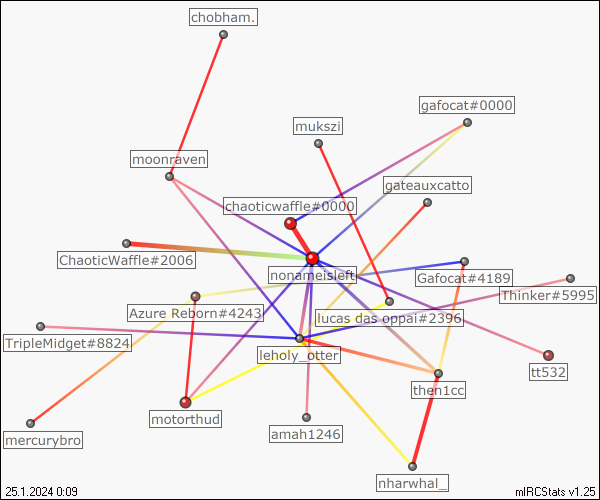 chobham.
gafocat#0000
mukszi
moonraven
gateauxcatto
chaoticwaffle#0000
ChaoticWaffle#2006
nonameisleft
Gafocat#4189
Thinker#5995
Azure Reborn#4243
lucas das oppai#2396
TripleMidget#8824
leholy_otter
tt532
then1cc
motorthud
amah1246
mercurybro
nharwhal_
25.1.2024 0:09
mIRCStats v1.25